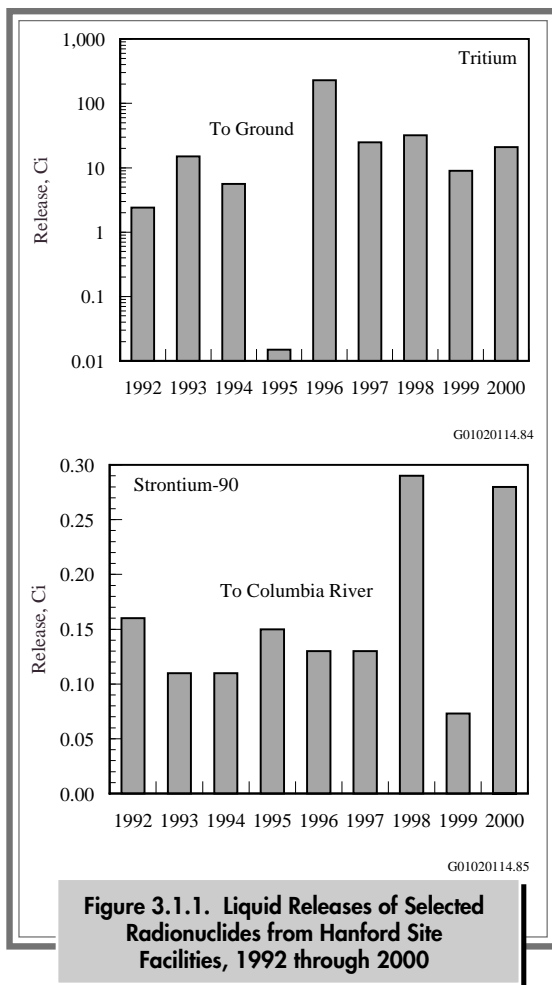 1,000
100
10
1
0.1
0.01
Release, Ci
Tritium
To Ground
1992 1993 1994 1995 1996 1997 1998 1999 2000
G01020114.84
0.30
0.25
0.20
0.15
0.10
0.05
0.00
Release, Ci
Strontium-90
To Columbia River
1992 1993 1994 1995 1996 1997 1998 1999 2000
G01020114.85
Figure 3.1.1. Liquid Releases of Selected
Radionuclides from Hanford Site
Facilities, 1992 through 2000